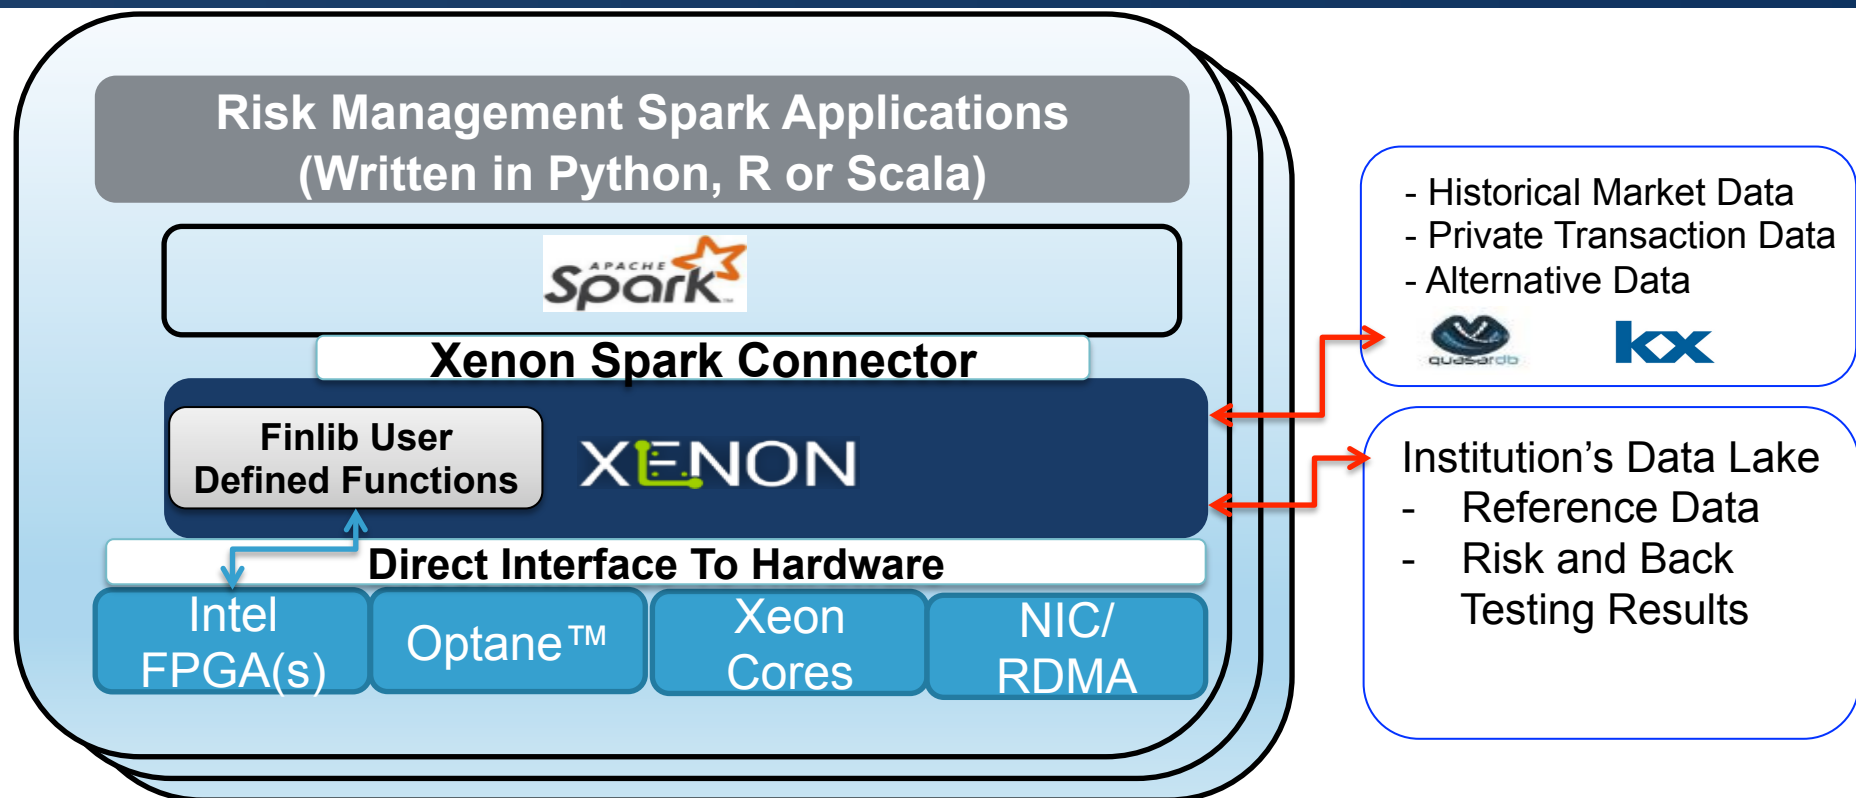 Risk Management Spark Applications
(Written in Python, R or Scala)
APACHE
Spark™
Xenon Spark Connector
Finlib User
Defined Functions
XENON
Direct Interface To Hardware
Intel
FPGA(s)
Optane™
Xeon
Cores
NIC/
RDMA
- Historical Market Data
- Private Transaction Data
- Alternative Data
quasardb
kx
Institution’s Data Lake
- Reference Data
- Risk and Back
Testing Results